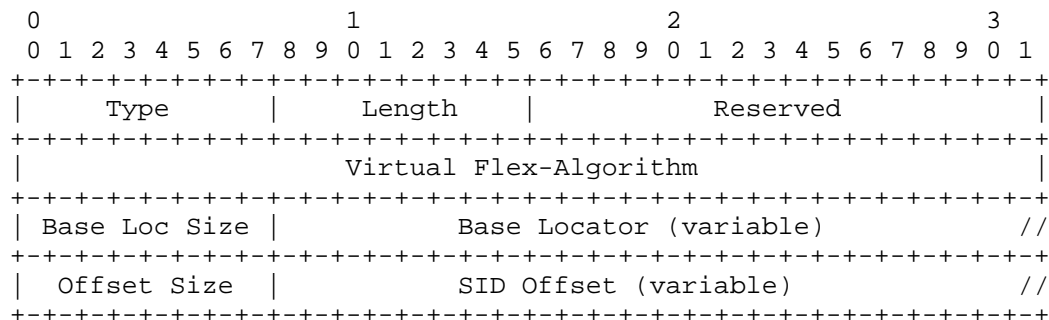 0                   1                   2                   3
 0 1 2 3 4 5 6 7 8 9 0 1 2 3 4 5 6 7 8 9 0 1 2 3 4 5 6 7 8 9 0 1
+-+-+-+-+-+-+-+-+-+-+-+-+-+-+-+-+-+-+-+-+-+-+-+-+-+-+-+-+-+-+-+-+
|     Type      |     Length    |           Reserved            |
+-+-+-+-+-+-+-+-+-+-+-+-+-+-+-+-+-+-+-+-+-+-+-+-+-+-+-+-+-+-+-+-+
|                    Virtual Flex-Algorithm                     |
+-+-+-+-+-+-+-+-+-+-+-+-+-+-+-+-+-+-+-+-+-+-+-+-+-+-+-+-+-+-+-+-+
| Base Loc Size |           Base Locator (variable)            //
+-+-+-+-+-+-+-+-+-+-+-+-+-+-+-+-+-+-+-+-+-+-+-+-+-+-+-+-+-+-+-+-+
|  Offset Size  |           SID Offset (variable)              //
+-+-+-+-+-+-+-+-+-+-+-+-+-+-+-+-+-+-+-+-+-+-+-+-+-+-+-+-+-+-+-+-+